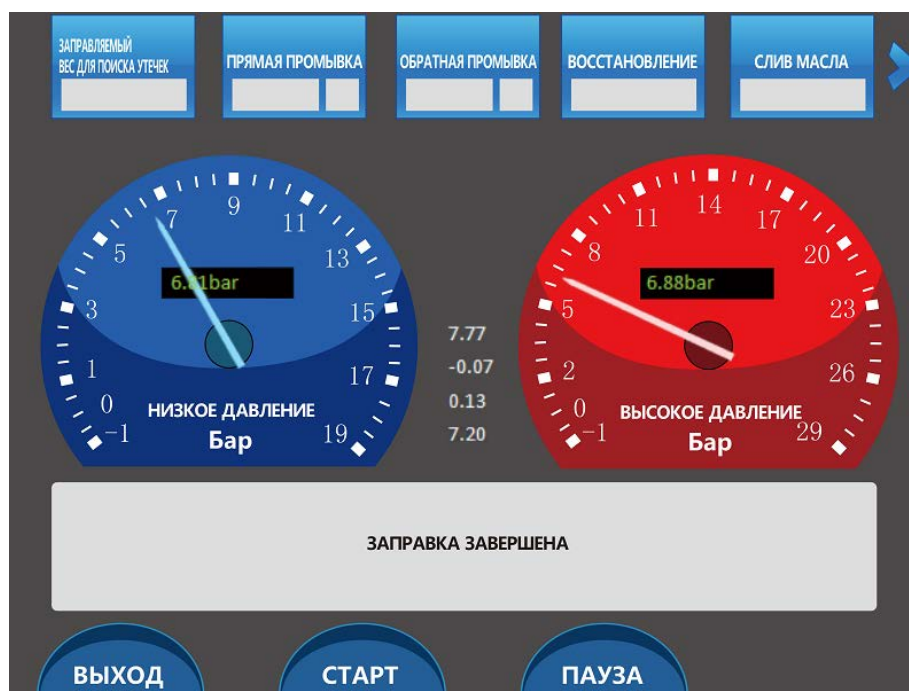 ЗАПРАВЛЯЕМЫЙ
ВЕС ДЛЯ ПОИСКА УТЕЧЕК
ПРЯМАЯ ПРОМЫВКА
ОБРАТНАЯ ПРОМЫВКА
ВОССТАНОВЛЕНИЕ
СЛИВ МАСЛА
-1
0
1
3
5
7
9
11
13
15
17
19
6.81bar
НИЗКОЕ ДАВЛЕНИЕ
Бар
7.77
-0.07
0.13
7.20
-1
0
2
5
8
11
14
17
20
23
26
29
6.88bar
ВЫСОКОЕ ДАВЛЕНИЕ
Бар
ЗАПРАВКА ЗАВЕРШЕНА
ВЫХОД
СТАРТ
ПАУЗА